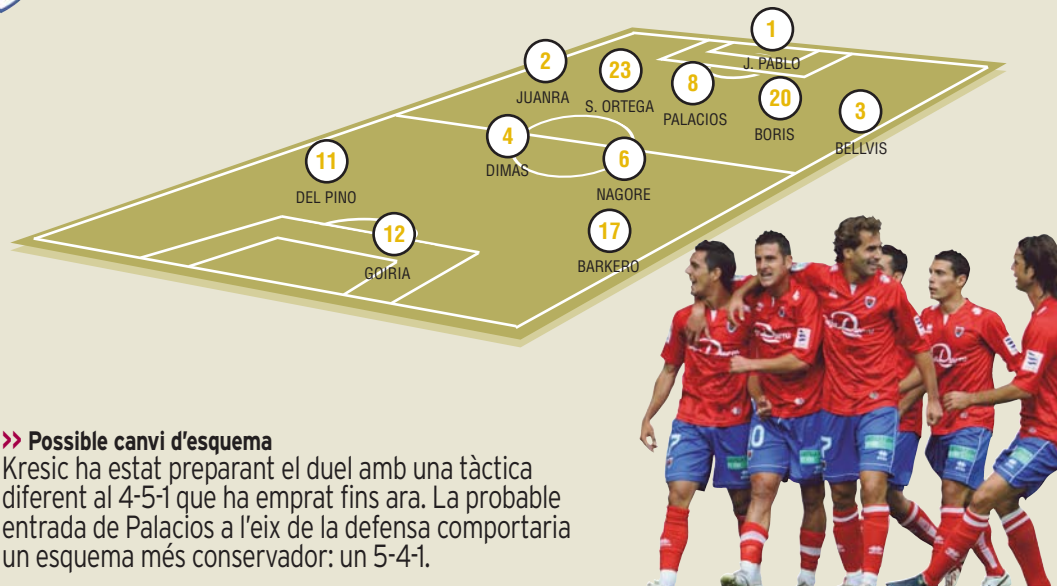 1
J. PABLO
2
JUANRA
23
S. ORTEGA
8
PALACIOS
20
BORIS
3
BELLVIS
4
DIMAS
6
NAGORE
11
DEL PINO
12
GOIRIA
17
BARKERO
>> Possible canvi d'esquema
Kresic ha estat preparant el duel amb una tàctica
diferent al 4-5-1 que ha emprat fins ara. La probable
entrada de Palacios a l'eix de la defensa comportaria
un esquema més conservador: un 5-4-1.